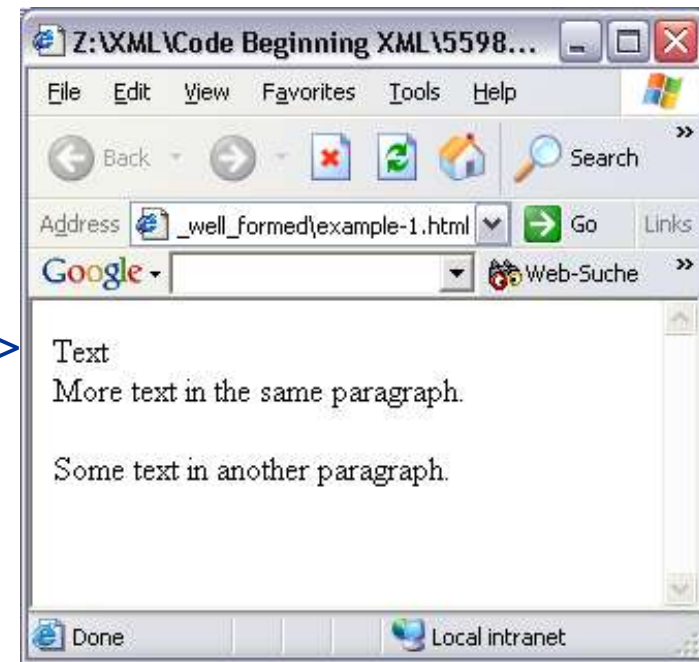 Z:\XML\Code Beginning XML\5598...
File Edit View Favorites Tools Help
Back Search »
Address _well_formed\example-1.html Go Links
Google Web-Suche »
>
Text
More text in the same paragraph.
Some text in another paragraph.
Done Local intranet